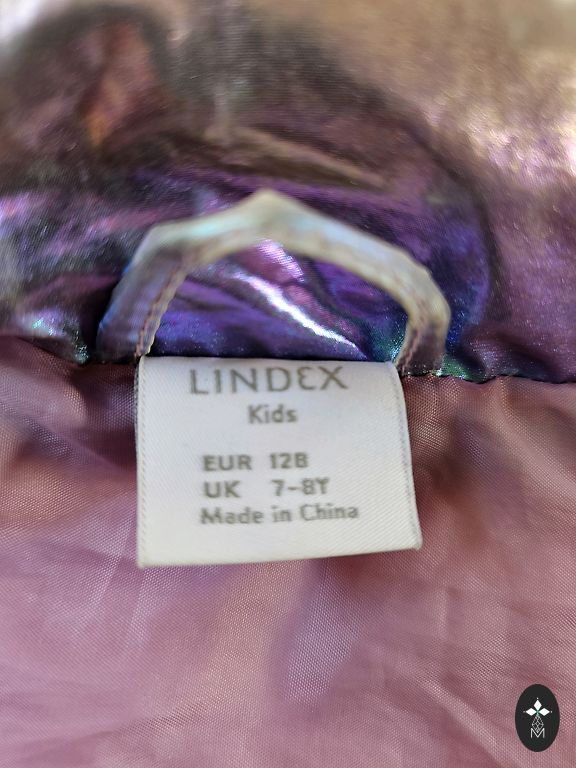 LINDEX
Kids
EUR 128
UK 7-8Y
Made in China
M